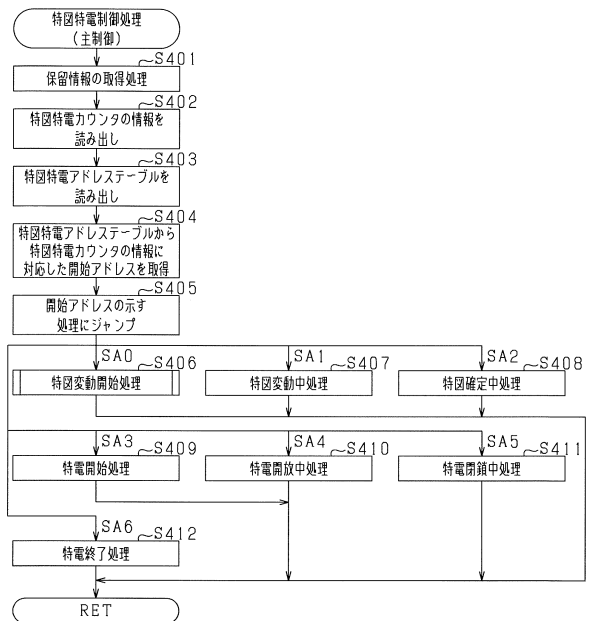 特図特電制御処理
(主制御)
S401
保留情報の取得処理
S402
特図特電カウンタの情報を
読み出し
S403
特図特電アドレステーブルを
読み出し
S404
特図特電アドレステーブルから
特図特電カウンタの情報に
対応した開始アドレスを取得
S405
開始アドレスの示す
処理にジャンプ
SA0
S406
特図変動開始処理
SA1
S407
特図変動中処理
SA2
S408
特図確定中処理
SA3
S409
特電開始処理
SA4
S410
特電開放中処理
SA5
S411
特電閉鎖中処理
SA6
S412
特電終了処理
RET